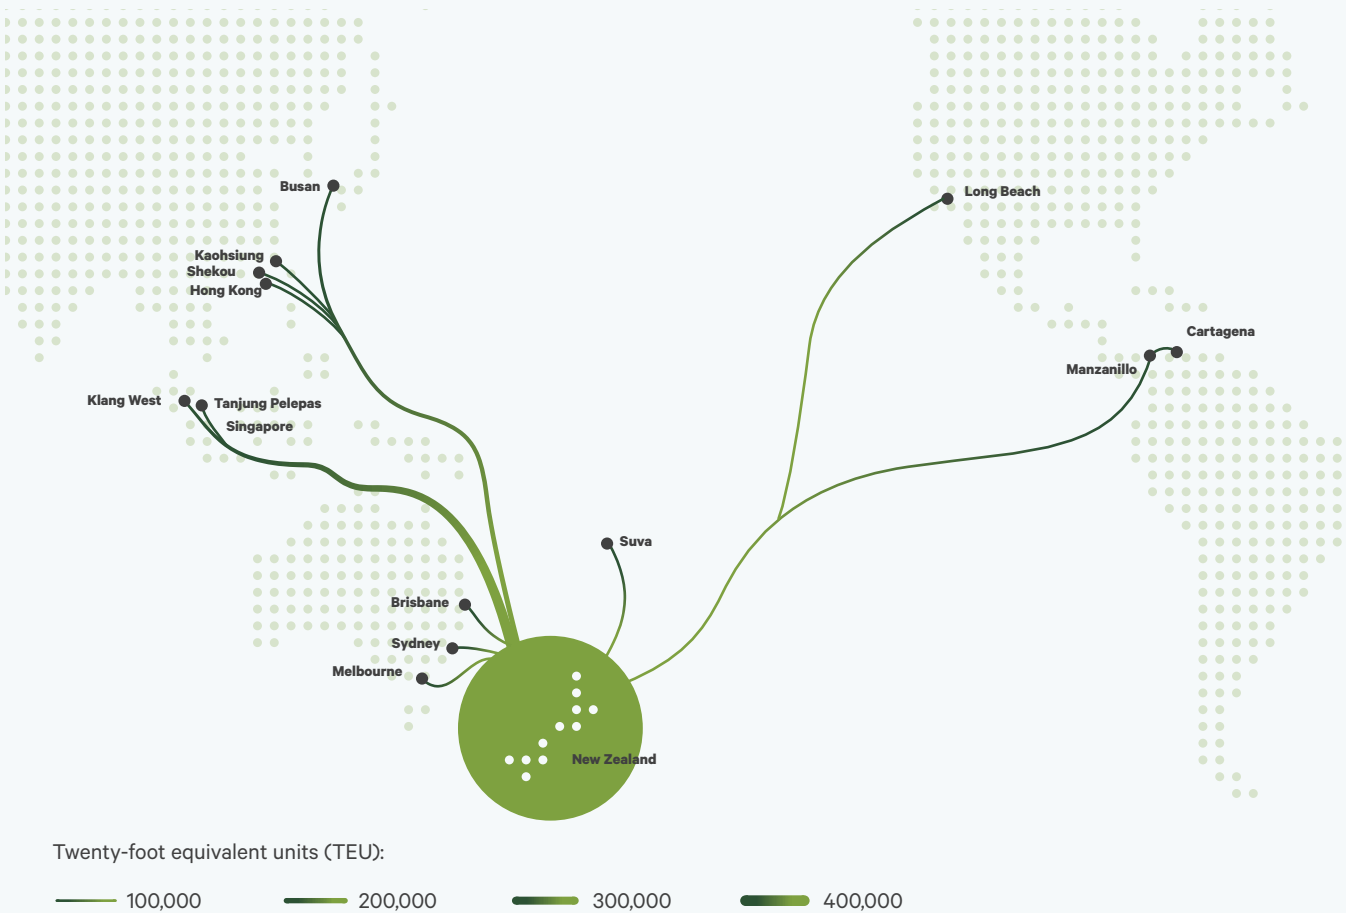 Busan
Long Beach
Kaohsiung
Shekou
Hong Kong
Cartagena
Manzanillo
Klang West
Tanjung Pelepas
Singapore
Suva
Brisbane
Sydney
Melbourne
New Zealand
Twenty-foot equivalent units (TEU):
100,000
200,000
300,000
400,000